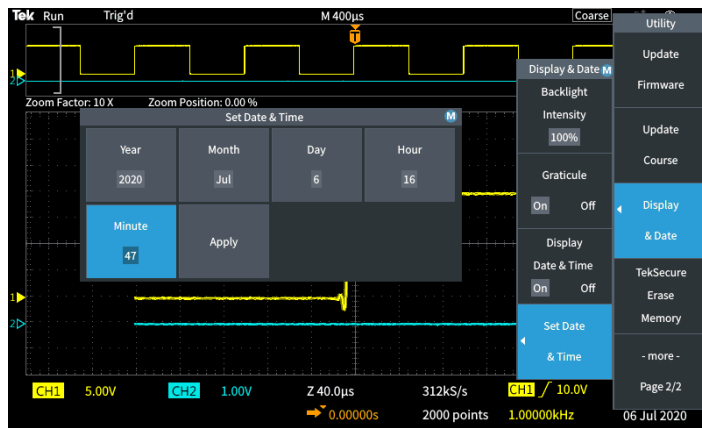 Tek Run Trig'd M 400µs Coarse
Utility
Update
Firmware
Update
Course
Display
& Date
TekSecure
Erase
Memory
- more -
Page 2/2
T
1
2
Zoom Factor: 10 X Zoom Position: 0.00 %
Display & Date M
Backlight
Intensity
100%
Graticule
On Off
Display
Date & Time
On Off
Set Date
& Time
Set Date & Time M
Year Month Day Hour
2020 Jul 6 16
Minute
47
Apply
1
2
CH1 5.00V CH2 1.00V Z 40.0µs 312kS/s CH1 10.0V
0.00000s 2000 points 1.00000kHz 06 Jul 2020